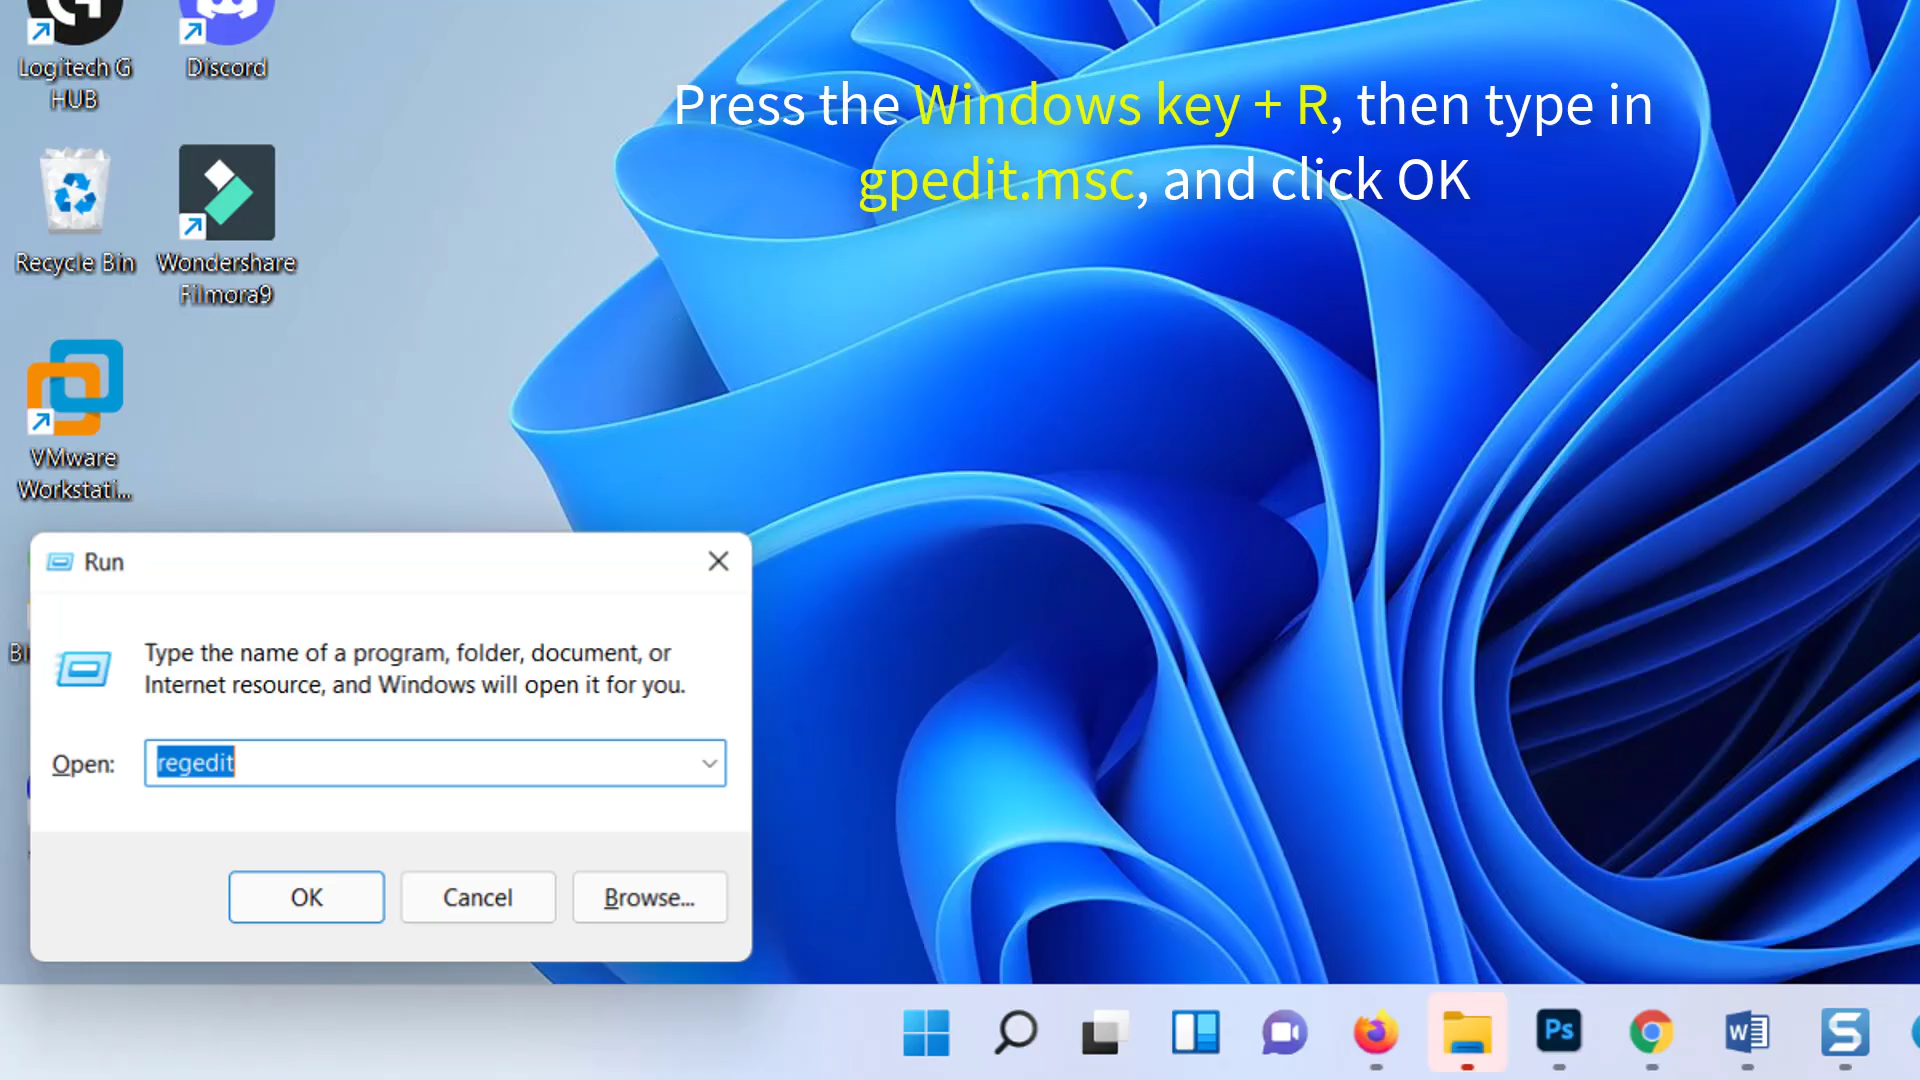 Logitech G
HUB
Discord
Press the Windows key + R, then type in
gpedit.msc, and click OK
Recycle Bin
Wondershare
Filmora9
VMware
Workstati...
Run
Bi
Type the name of a program, folder, document, or
Internet resource, and Windows will open it for you.
Open:
regedit
OK
Cancel
Browse...
Ps
W
S